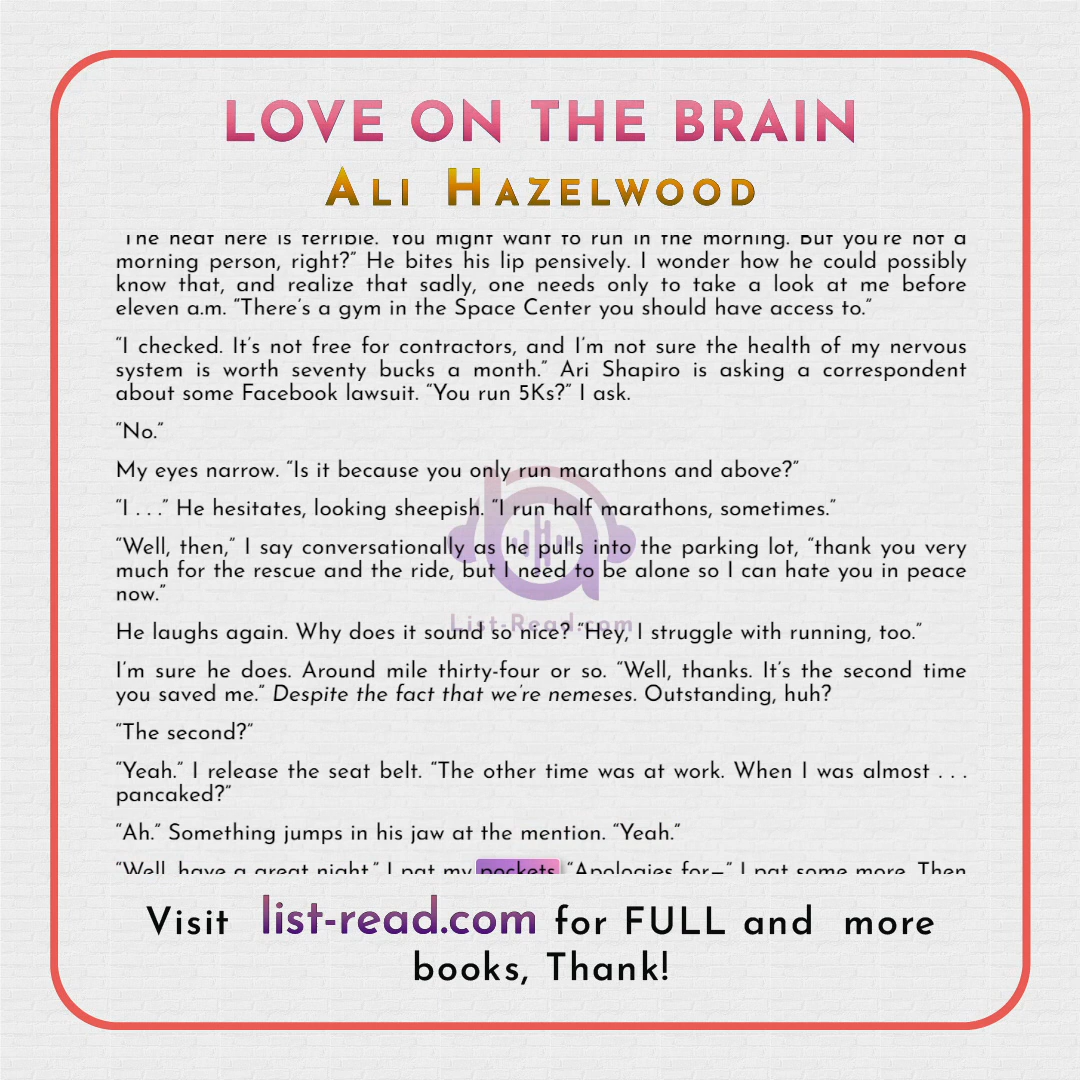 LOVE ON THE BRAIN
ALI HAZELWOOD
“The heat here is terrible. You might want to run in the morning. But you’re not a
morning person, right?” He bites his lip pensively. I wonder how he could possibly
know that, and realize that sadly, one needs only to take a look at me before
eleven a.m. “There’s a gym in the Space Center you should have access to.”
“I checked. It’s not free for contractors, and I’m not sure the health of my nervous
system is worth seventy bucks a month.” Ari Shapiro is asking a correspondent
about some Facebook lawsuit. “You run 5Ks?” I ask.
“No.”
My eyes narrow. “Is it because you only run marathons and above?”
“I . . .” He hesitates, looking sheepish. “I run half marathons, sometimes.”
“Well, then,” I say conversationally as he pulls into the parking lot, “thank you very
much for the rescue and the ride, but I need to be alone so I can hate you in peace
now.”
List-Read.com
He laughs again. Why does it sound so nice? “Hey, I struggle with running, too.”
I’m sure he does. Around mile thirty-four or so. “Well, thanks. It’s the second time
you saved me.” Despite the fact that we’re nemeses. Outstanding, huh?
“The second?”
“Yeah.” I release the seat belt. “The other time was at work. When I was almost . . .
pancaked?”
“Ah.” Something jumps in his jaw at the mention. “Yeah.”
“Well, have a great night.” I pat my pockets. “Apologies for—” I pat some more. Then
Visit list-read.com for FULL and more
books, Thank!